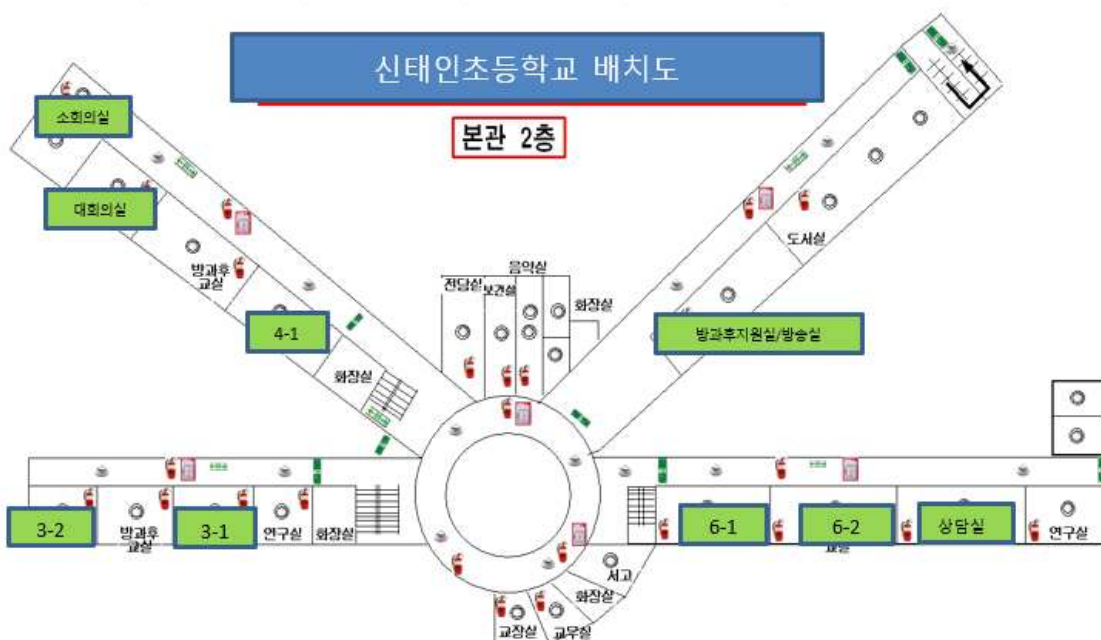 신태인초등학교 배치도
본관 2층
소회의실
대회의실
방과후
교실
4-1
화장실
전담실
보건실
음악실
화장실
도서실
방과후지원실/방송실
3-2
방과후
교실
3-1
연구실
화장실
6-1
6-2
교실
상담실
연구실
서고
화장실
교무실
교장실